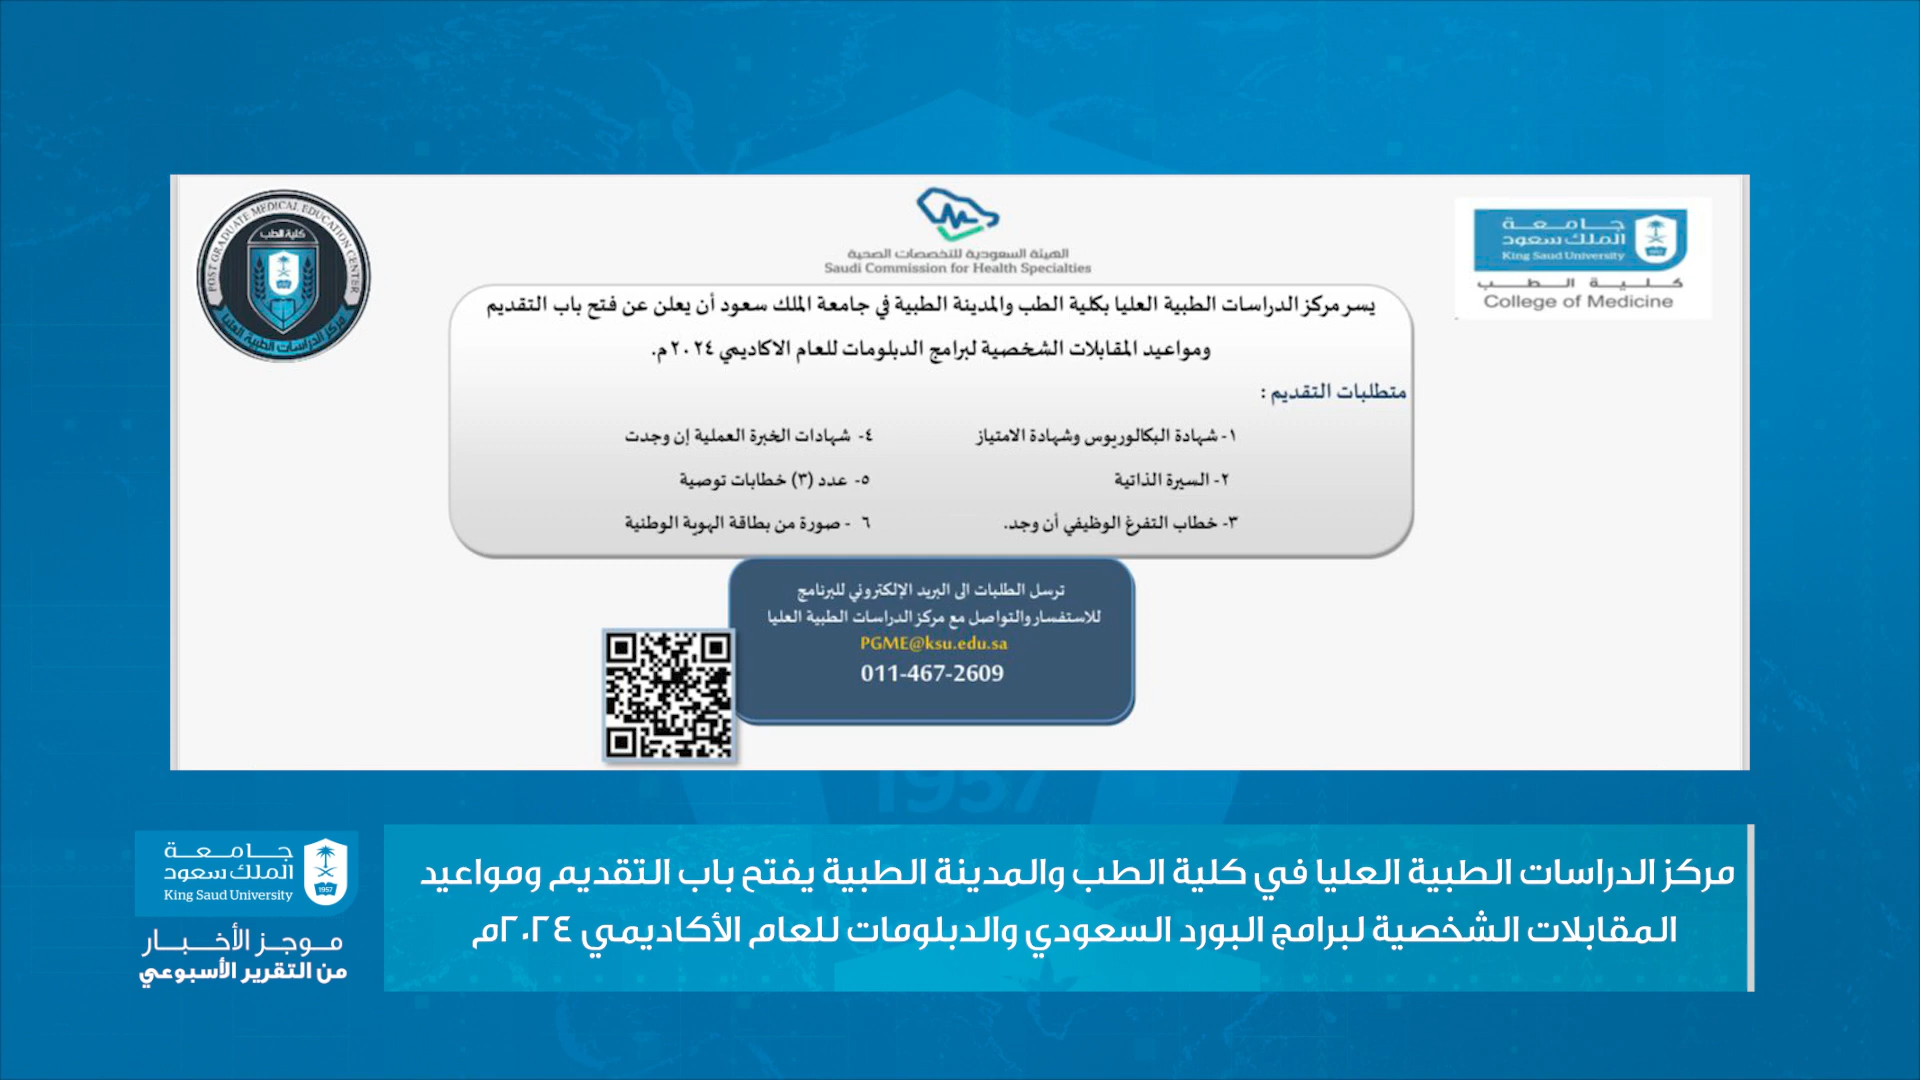 POST GRADUATE MEDICAL EDUCATION CENTER
كلية الطب
مركز الدراسات الطبية العليا
الهيئة السعودية للتخصصات الصحية
Saudi Commission for Health Specialties
جامعة
الملك سعود
King Saud University
كلية الطب
College of Medicine
يسر مركز الدراسات الطبية العليا بكلية الطب والمدينة الطبية في جامعة الملك سعود أن يعلن عن فتح باب التقديم
ومواعيد المقابلات الشخصية لبرامج الدبلومات للعام الاكاديمي ٢٠٢٤م.
متطلبات التقديم :
١- شهادة البكالوريوس وشهادة الامتياز
٢- السيرة الذاتية
٣- خطاب التفرغ الوظيفي أن وجد.
٤- شهادات الخبرة العملية إن وجدت
٥- عدد (٣) خطابات توصية
٦ - صورة من بطاقة الهوية الوطنية
ترسل الطلبات الى البريد الإلكتروني للبرنامج
للاستفسار والتواصل مع مركز الدراسات الطبية العليا
PGME@ksu.edu.sa
011-467-2609
1957
مركز الدراسات الطبية العليا في كلية الطب والمدينة الطبية يفتح باب التقديم ومواعيد
المقابلات الشخصية لبرامج البورد السعودي والدبلومات للعام الأكاديمي ٢٠٢٤م
جامعة
الملك سعود
King Saud University
1957
موجز الأخبار
من التقرير الأسبوعي